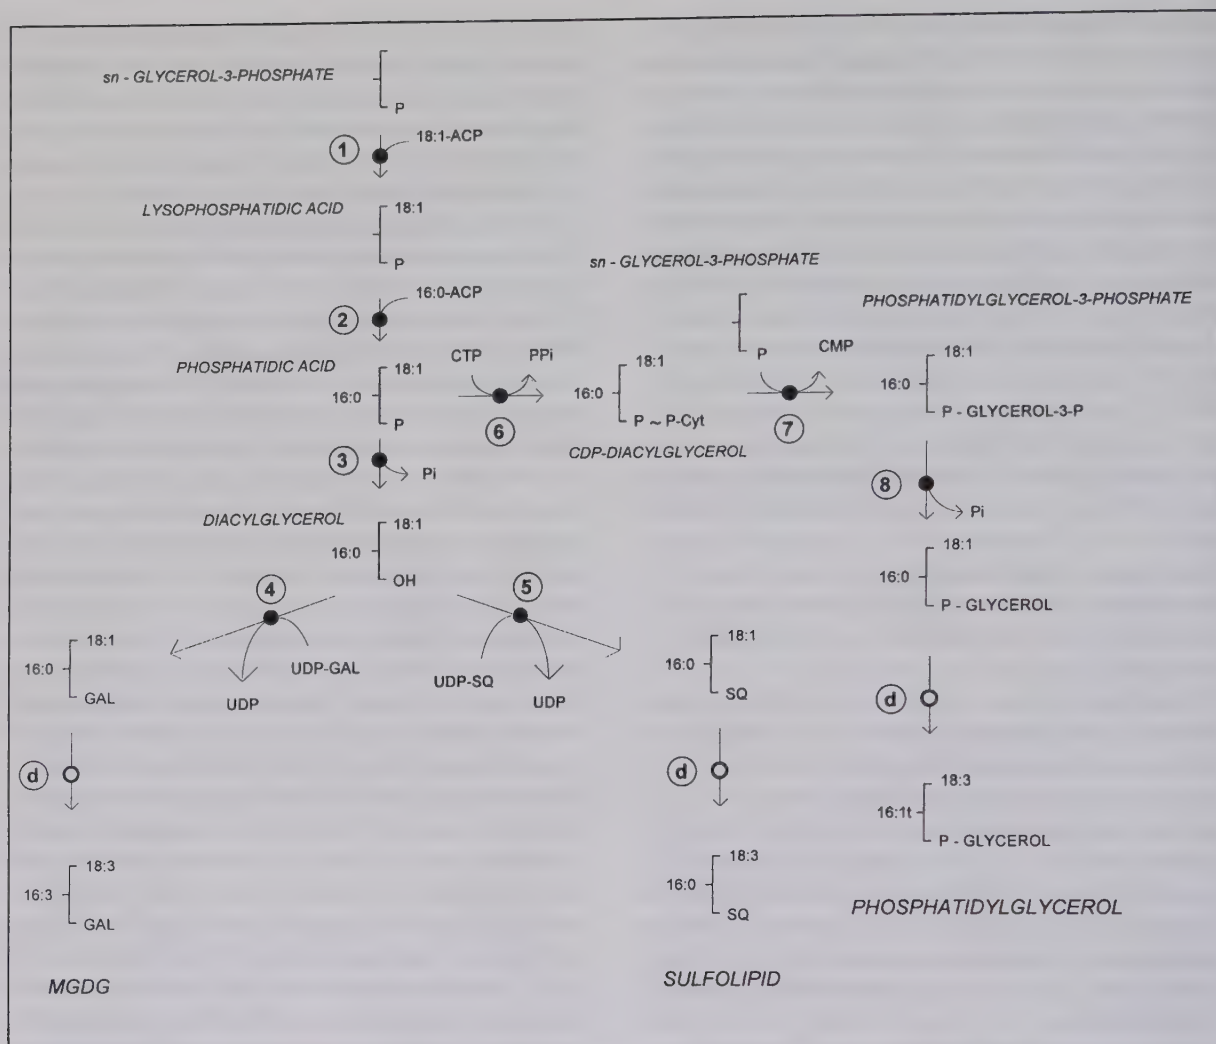 sn - GLYCEROL-3-PHOSPHATE
P
1
18:1-ACP
LYSOPHOSPHATIDIC ACID
18:1
P
2
16:0-ACP
PHOSPHATIDIC ACID
18:1
16:0
P
CTP
PPi
6
18:1
16:0
P ~ P-Cyt
CDP-DIACYLGLYCEROL
sn - GLYCEROL-3-PHOSPHATE
P
CMP
7
PHOSPHATIDYLGLYCEROL-3-PHOSPHATE
18:1
16:0
P - GLYCEROL-3-P
3
Pi
8
Pi
DIACYLGLYCEROL
18:1
16:0
OH
18:1
16:0
P - GLYCEROL
4
UDP-GAL
UDP
5
UDP-SQ
UDP
18:1
16:0
GAL
18:1
16:0
SQ
d
d
d
18:3
16:3
GAL
18:3
16:0
SQ
18:3
16:1t
P - GLYCEROL
MGDG
SULFOLIPID
PHOSPHATIDYLGLYCEROL